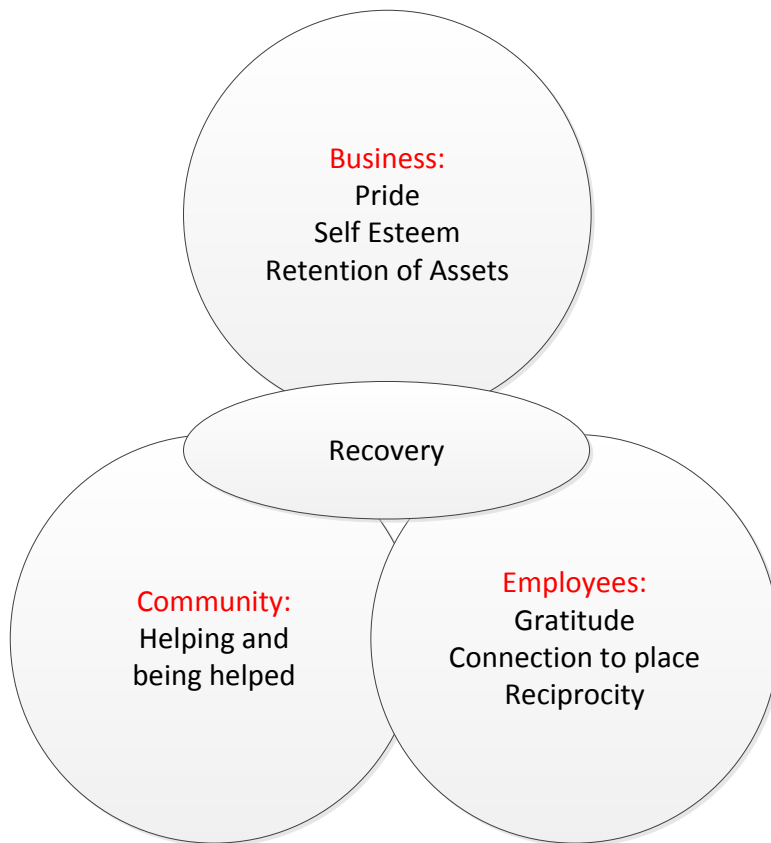 Business:
Pride
Self Esteem
Retention of Assets
Recovery
Community:
Helping and
being helped
Employees:
Gratitude
Connection to place
Reciprocity